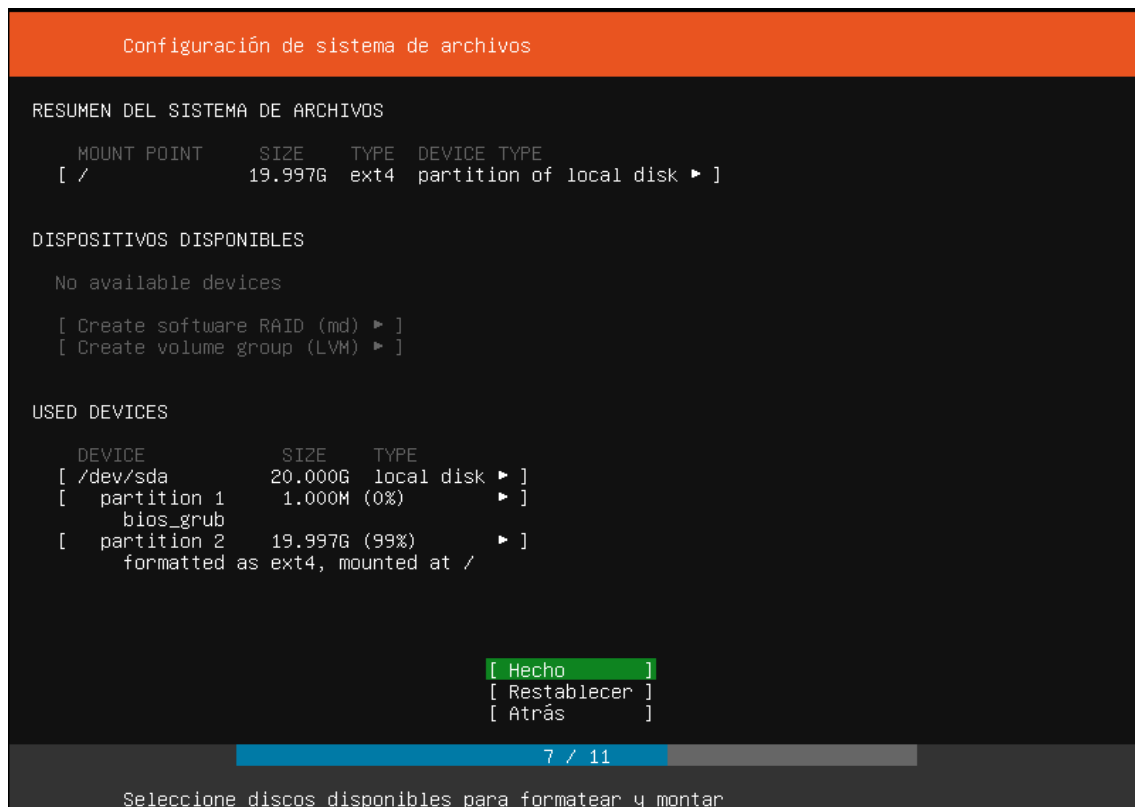 Configuración de sistema de archivos
RESUMEN DEL SISTEMA DE ARCHIVOS
MOUNT POINT SIZE TYPE DEVICE TYPE
[ / 19.997G ext4 partition of local disk ▸ ]
DISPOSITIVOS DISPONIBLES
No available devices
[ Create software RAID (md) ▸ ]
[ Create volume group (LVM) ▸ ]
USED DEVICES
DEVICE SIZE TYPE
[ /dev/sda 20.000G local disk ▸ ]
[ partition 1 1.000M (0%) ▸ ]
bios_grub
[ partition 2 19.997G (99%) ▸ ]
formatted as ext4, mounted at /
[ Hecho ]
[ Restablecer ]
[ Atrás ]
7 / 11
Seleccione discos disponibles para formatear y montar